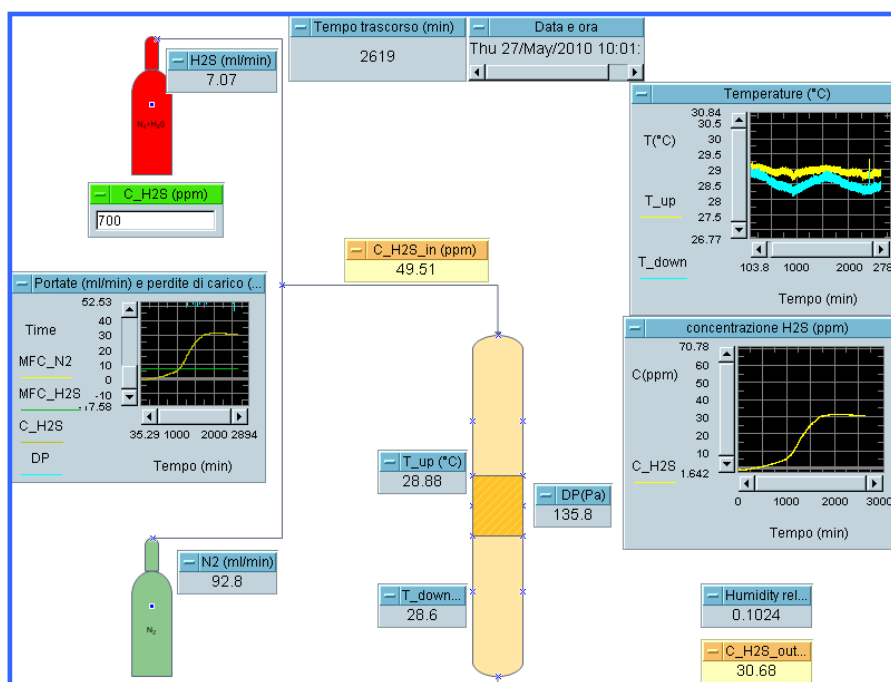 Tempo trascorso (min)
2619
Data e ora
Thu 27/May/2010 10:01:
H2S (ml/min)
7.07
N2+H2S
C_H2S (ppm)
700
Temperature (°C)
30.84
30.5
30
29.5
29
28.5
28
27.5
26.77
T(°C)
T_up
T_down
103.8 1000 2000 278
Tempo (min)
C_H2S_in (ppm)
49.51
Portate (ml/min) e perdite di carico (...
52.53
40
30
20
10
0
-10
Time
MFC_N2
MFC_H2S
C_H2S
DP
35.29 1000 2000 2894
Tempo (min)
concentrazione H2S (ppm)
70.78
60
50
40
30
20
10
1.642
C(ppm)
C_H2S
0 1000 2000 3000
Tempo (min)
T_up (°C)
28.88
DP(Pa)
135.8
N2 (ml/min)
92.8
N2
T_down...
28.6
Humidity rel...
0.1024
C_H2S_out...
30.68